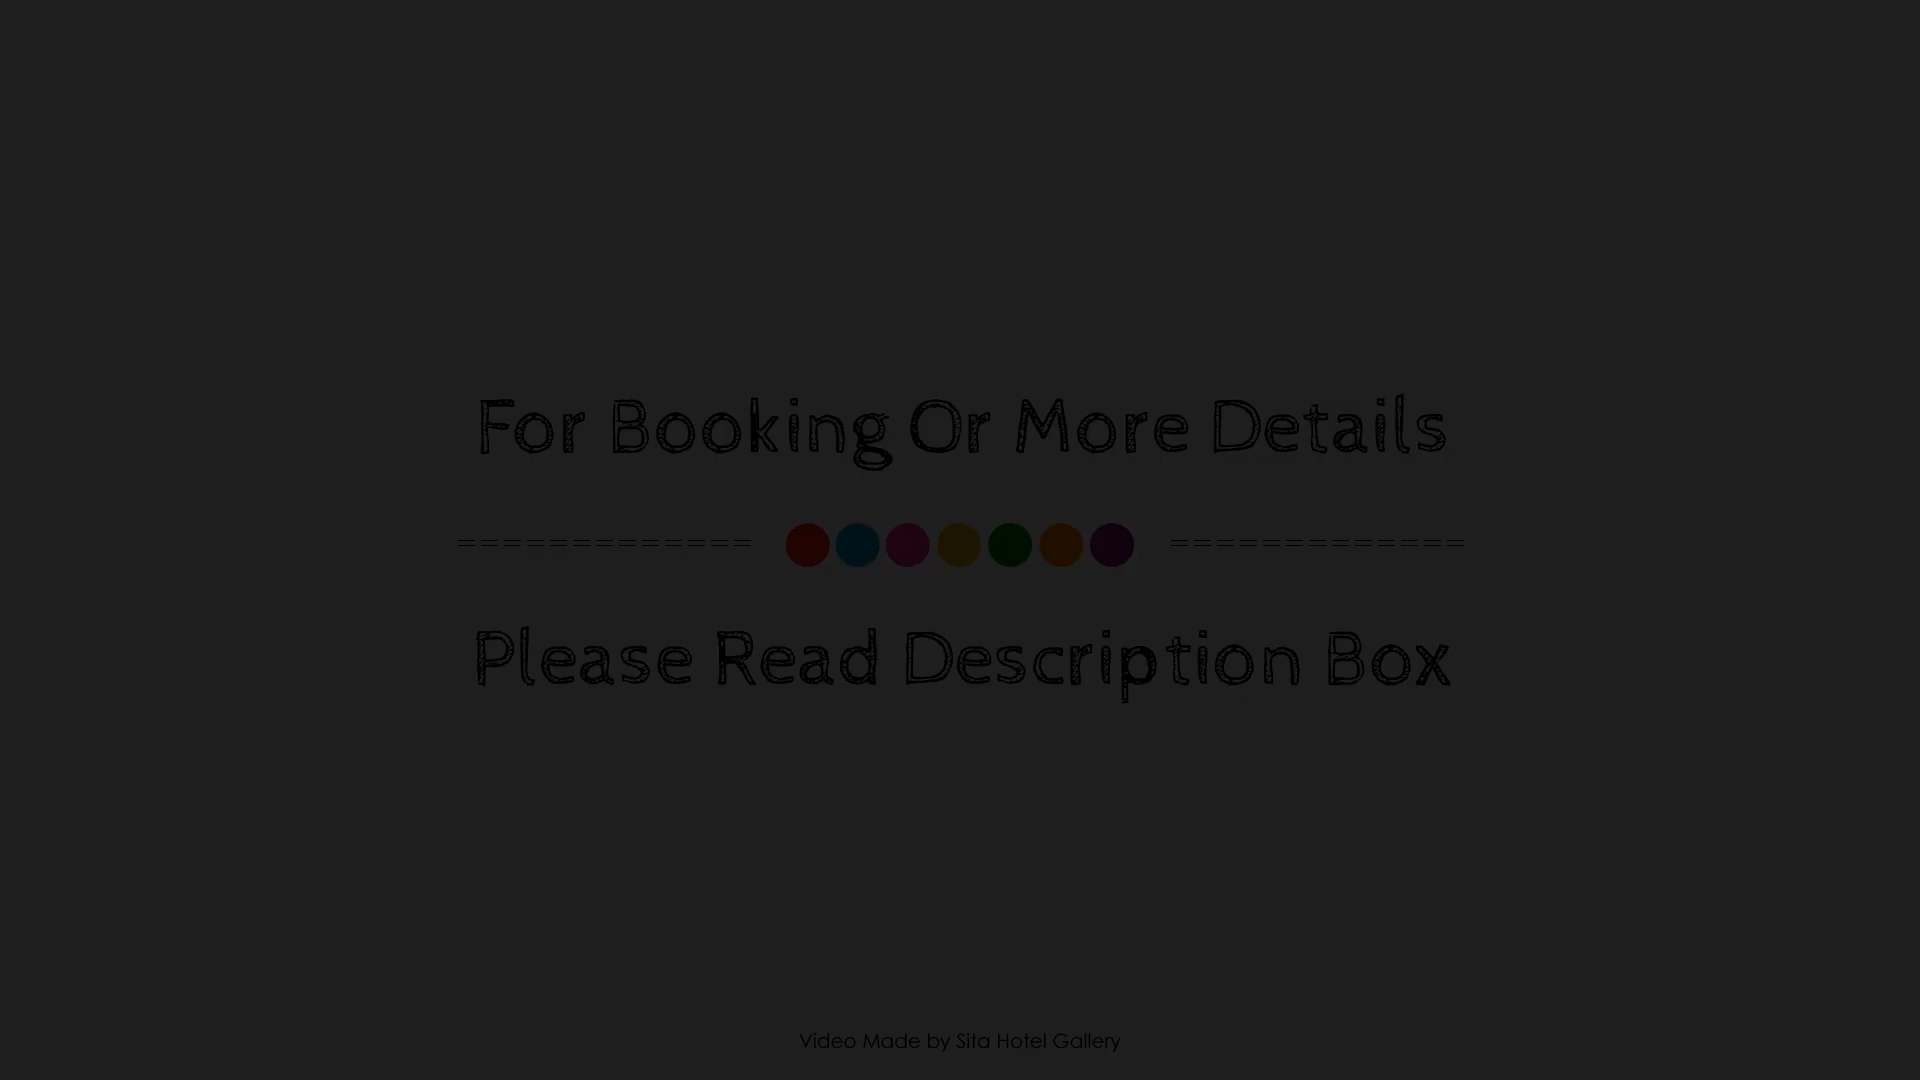 For Booking Or More Details
============= =============
Please Read Description Box
Video Made by Sita Hotel Gallery